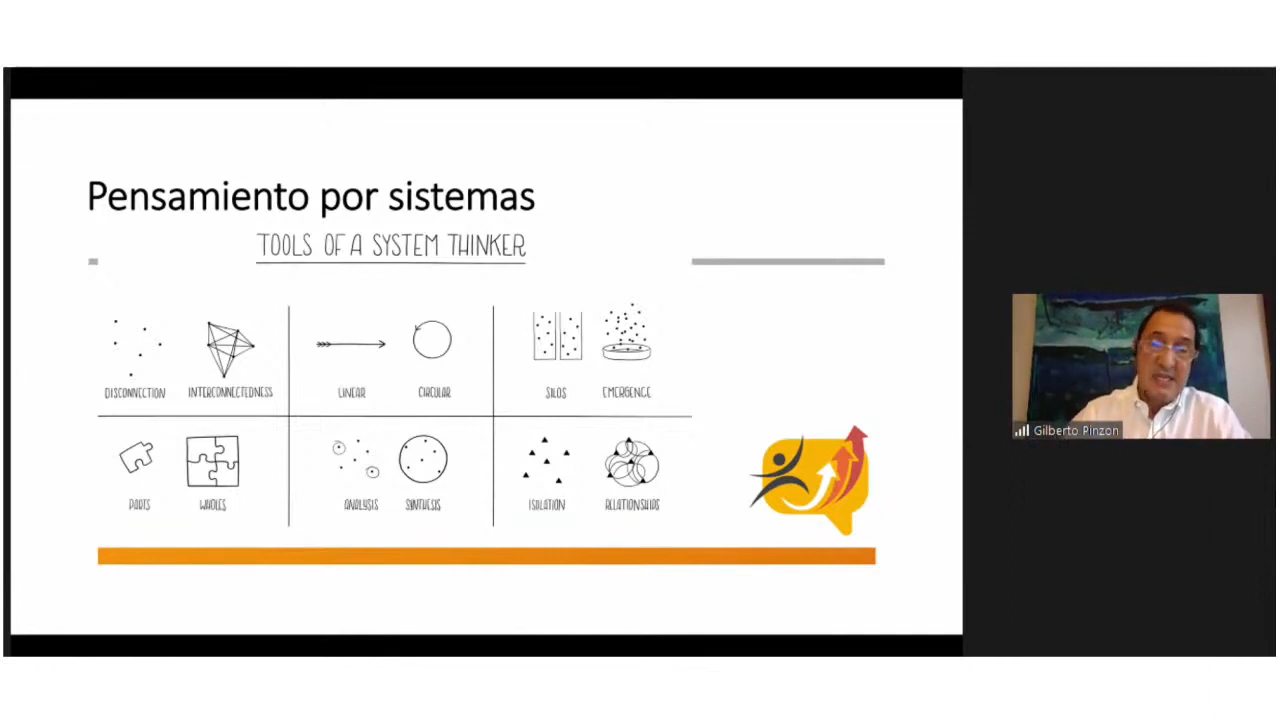 Pensamiento por sistemas
TOOLS OF A SYSTEM THINKER
DISCONNECTION INTERCONNECTEDNESS LINEAR CIRCULAR SILOS EMERGENCE
PARTS WHOLES ANALYSIS SYNTHESIS ISOLATION RELATIONSHIPS
Gilberto Pinzon